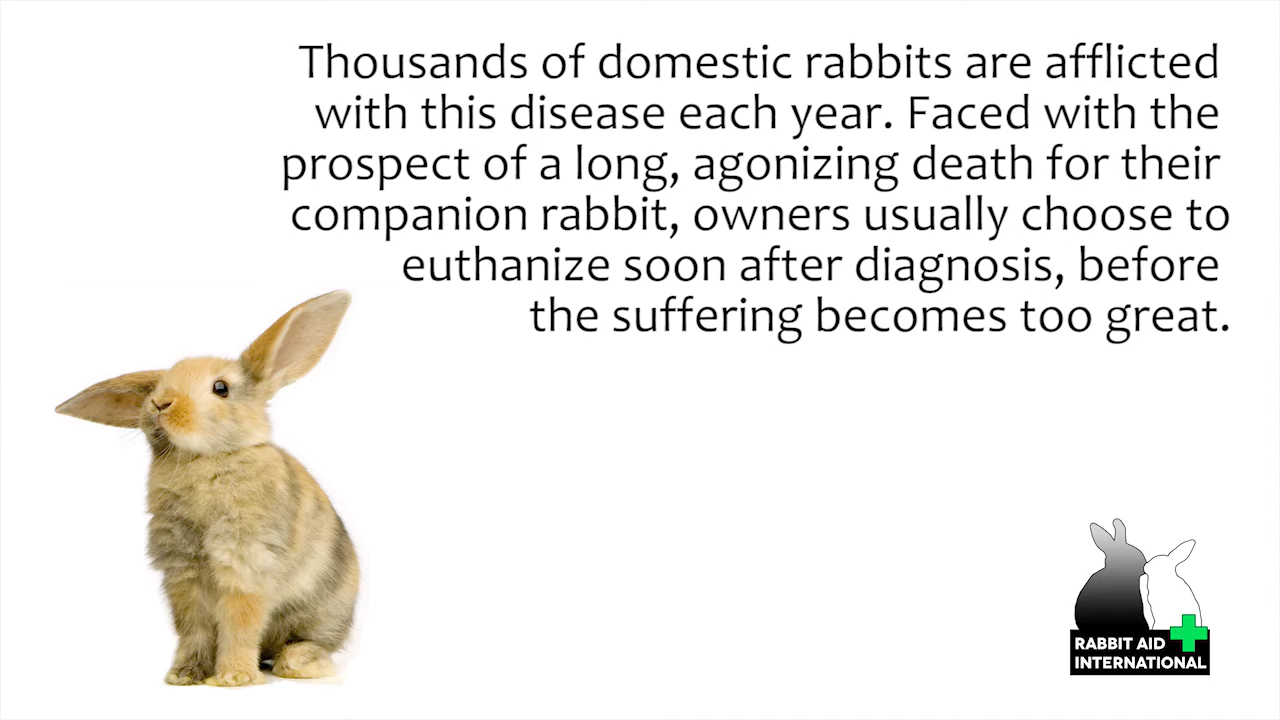 Thousands of domestic rabbits are afflicted
with this disease each year. Faced with the
prospect of a long, agonizing death for their
companion rabbit, owners usually choose to
euthanize soon after diagnosis, before
the suffering becomes too great.
RABBIT AID
INTERNATIONAL